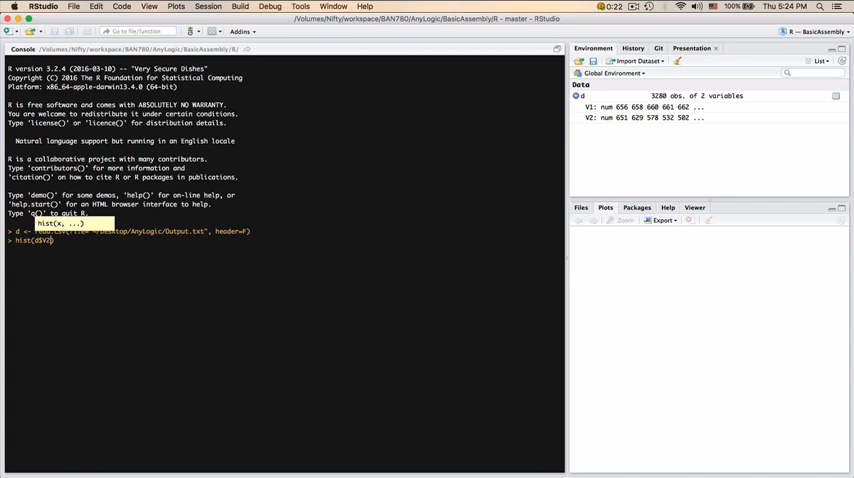 RStudio File Edit Code View Plots Session Build Debug Tools Window Help 0:22 100% Thu 5:24 PM
/Volumes/Nifty/workspace/BAN780/AnyLogic/BasicAssembly/R - master - RStudio
Go to file/function Addins R — BasicAssembly
Console /Volumes/Nifty/workspace/BAN780/AnyLogic/BasicAssembly/R/
R version 3.2.4 (2016-03-10) -- "Very Secure Dishes"
Copyright (C) 2016 The R Foundation for Statistical Computing
Platform: x86_64-apple-darwin13.4.0 (64-bit)
R is free software and comes with ABSOLUTELY NO WARRANTY.
You are welcome to redistribute it under certain conditions.
Type 'license()' or 'licence()' for distribution details.
Natural language support but running in an English locale
R is a collaborative project with many contributors.
Type 'contributors()' for more information and
'citation()' on how to cite R or R packages in publications.
Type 'demo()' for some demos, 'help()' for on-line help, or
'help.start()' for an HTML browser interface to help.
Type 'q()' to quit R.
hist(x, ...)
> d <- read.csv(file="~/Desktop/AnyLogic/Output.txt", header=F)
> hist(d$V2)
Environment History Git Presentation
Import Dataset List
Global Environment
Data
d 3280 obs. of 2 variables
V1: num 656 658 660 661 662 ...
V2: num 651 629 578 532 502 ...
Files Plots Packages Help Viewer
Zoom Export